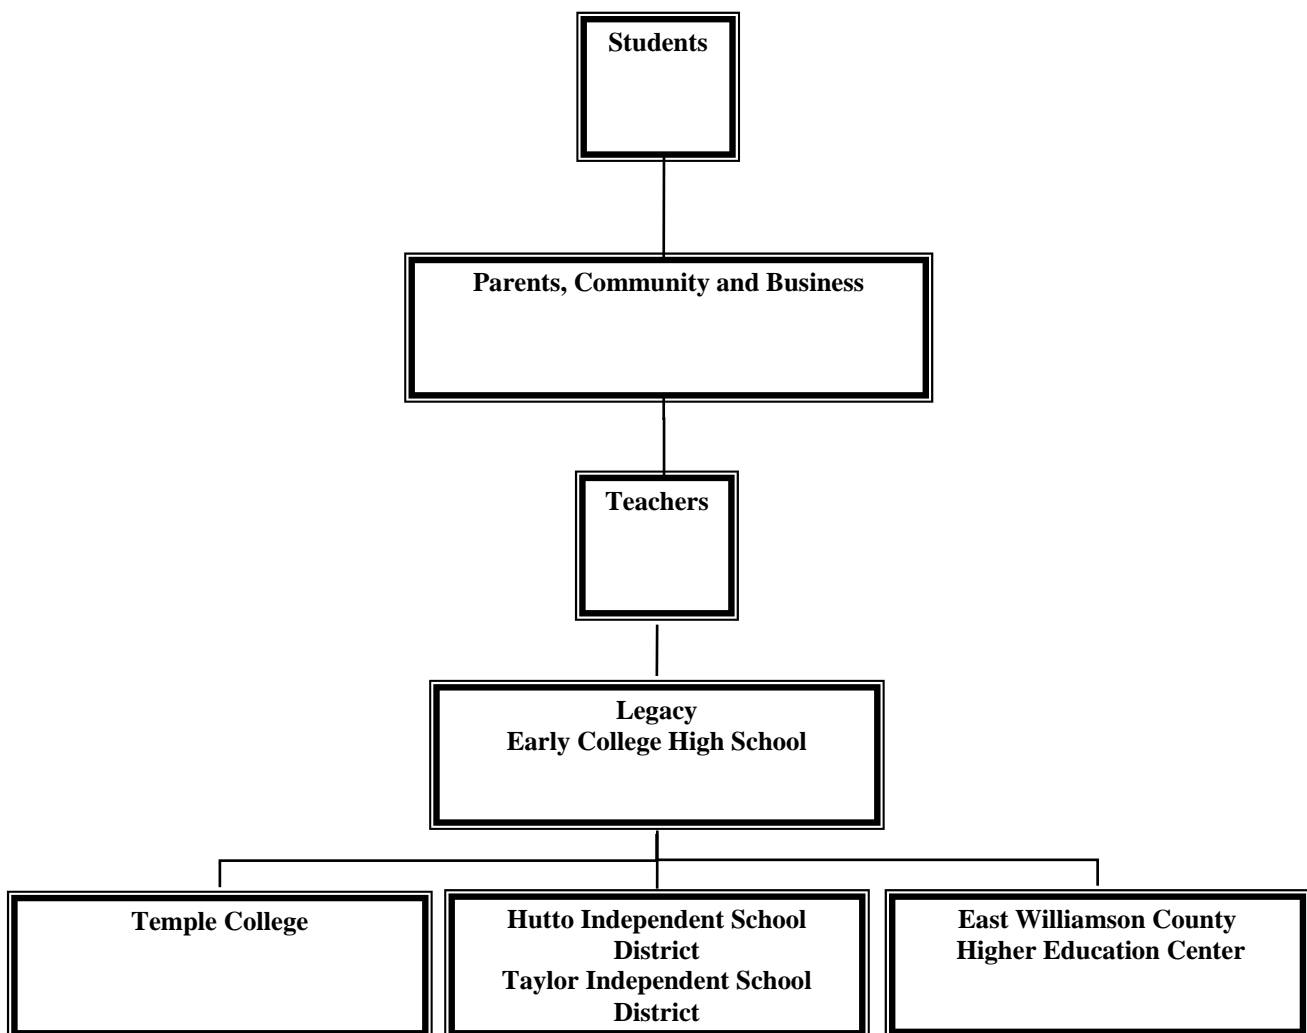 Students
Parents, Community and Business
Teachers
Legacy
Early College High School
Temple College
Hutto Independent School
District
Taylor Independent School
District
East Williamson County
Higher Education Center